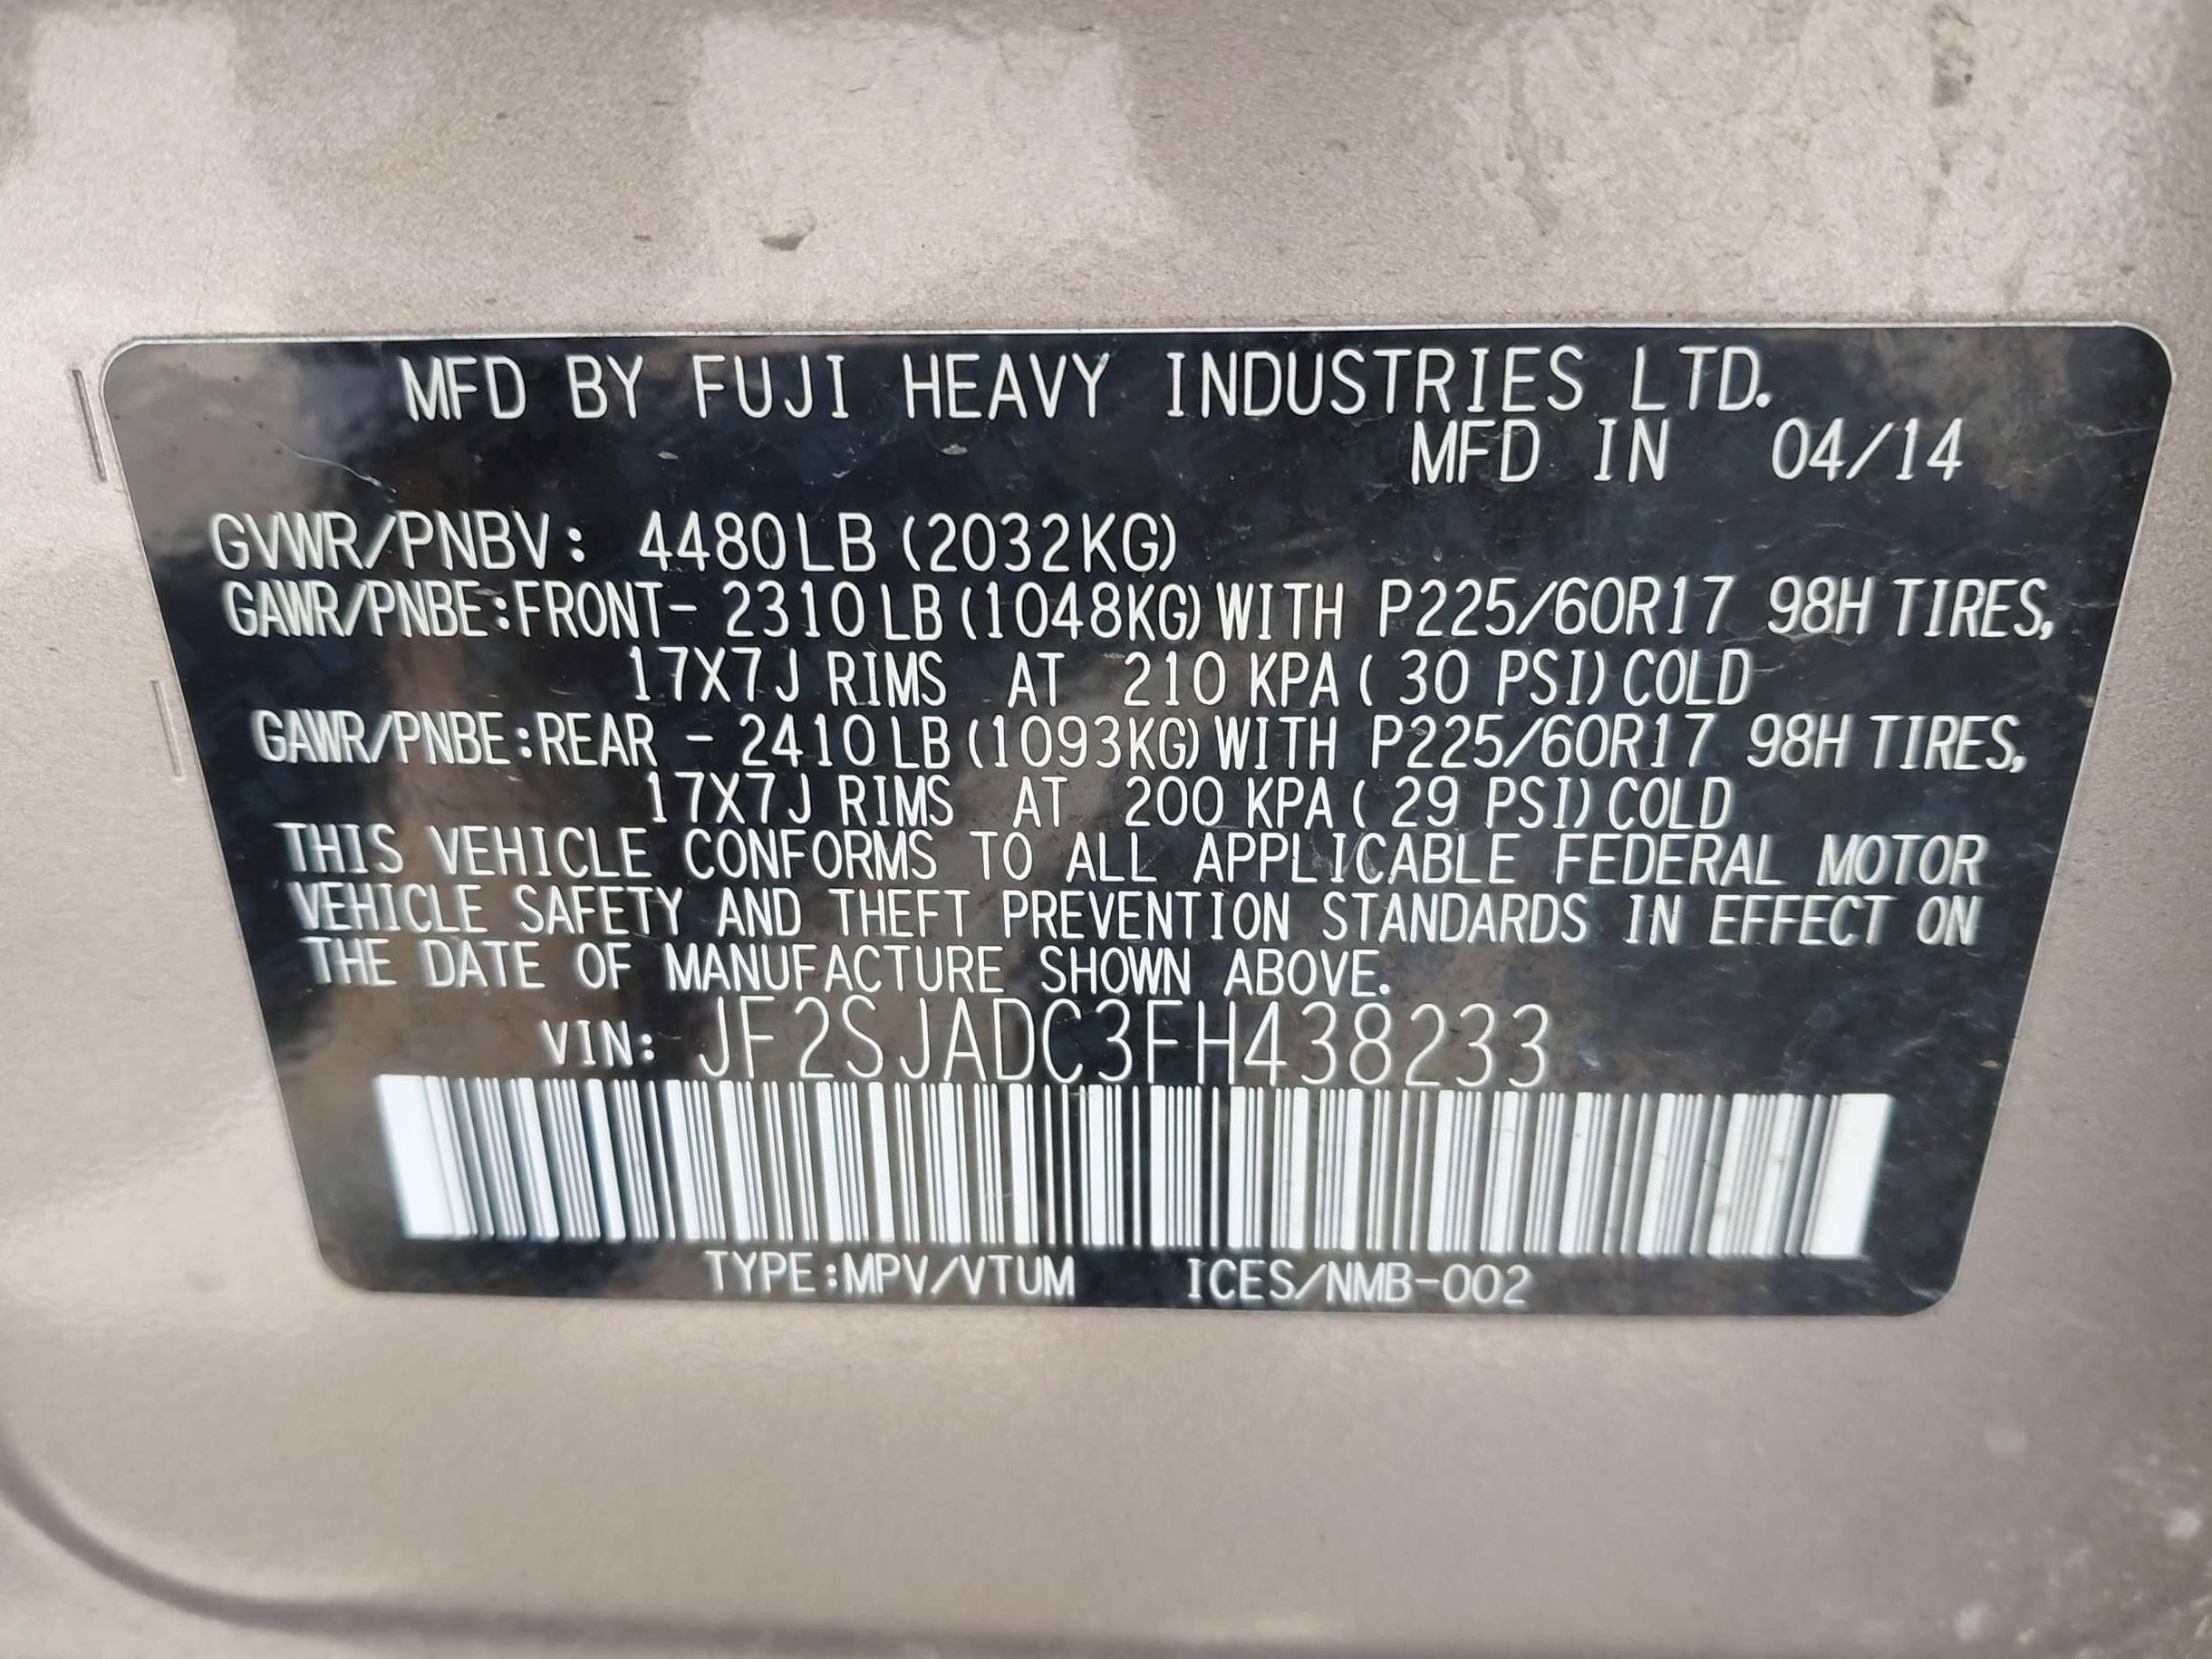 MFD BY FUJI HEAVY INDUSTRIES LTD.
MFD IN 04/14
GVWR/PNBV: 4480LB (2032KG)
GAWR/PNBE:FRONT- 2310LB (1048KG) WITH P225/60R17 98H TIRES,
17X7J RIMS AT 210 KPA ( 30 PSI) COLD
GAWR/PNBE:REAR - 2410LB (1093KG) WITH P225/60R17 98H TIRES,
17X7J RIMS AT 200 KPA ( 29 PSI) COLD
THIS VEHICLE CONFORMS TO ALL APPLICABLE FEDERAL MOTOR
VEHICLE SAFETY AND THEFT PREVENTION STANDARDS IN EFFECT ON
THE DATE OF MANUFACTURE SHOWN ABOVE.
VIN: JF2SJADC3FH438233
TYPE:MPV/VTUM ICES/NMB-002